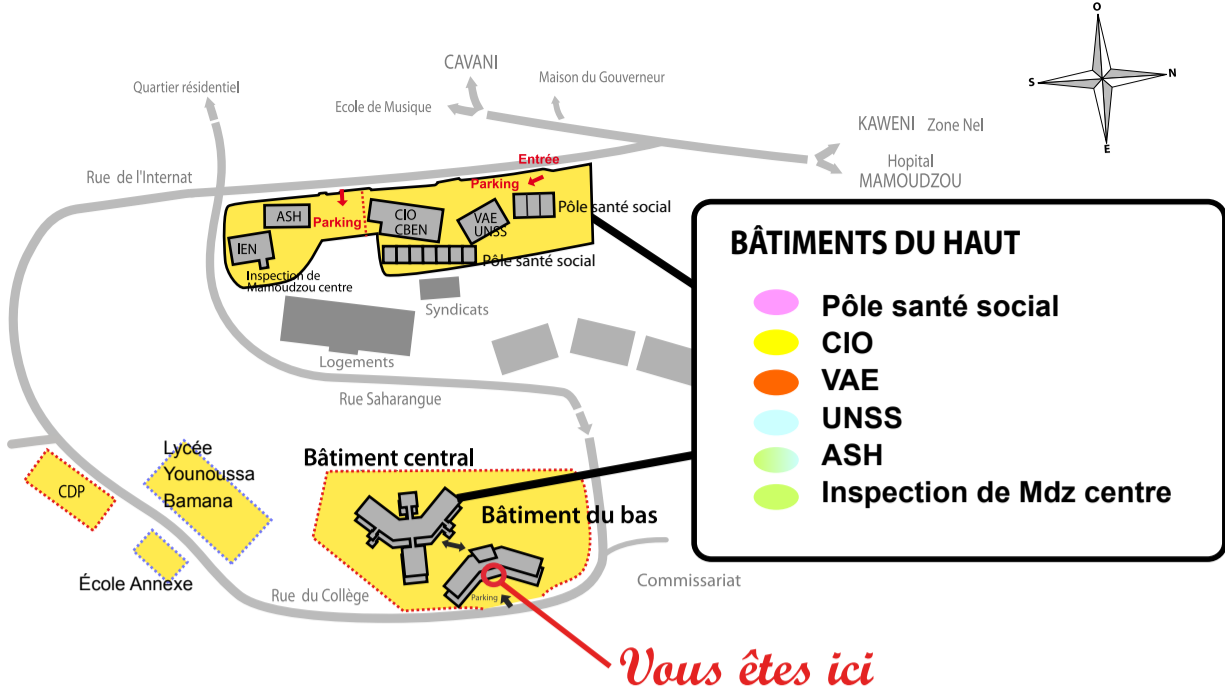 O
S
N
E
CAVANI
Quartier résidentiel
Maison du Gouverneur
Ecole de Musique
KAWENI Zone Nel
Hopital
MAMOUDZOU
Rue de l'Internat
Entrée
Parking
Parking
ASH
CIO
CBEN
VAE
UNSS
Pôle santé social
IEN
Pôle santé social
Inspection de
Mamoudzou centre
Syndicats
Logements
Rue Saharangue
BÂTIMENTS DU HAUT
Pôle santé social
CIO
VAE
UNSS
ASH
Inspection de Mdz centre
Lycée
Younoussa
Bamana
CDP
École Annexe
Bâtiment central
Bâtiment du bas
Rue du Collège
Parking
Commissariat
Vous êtes ici